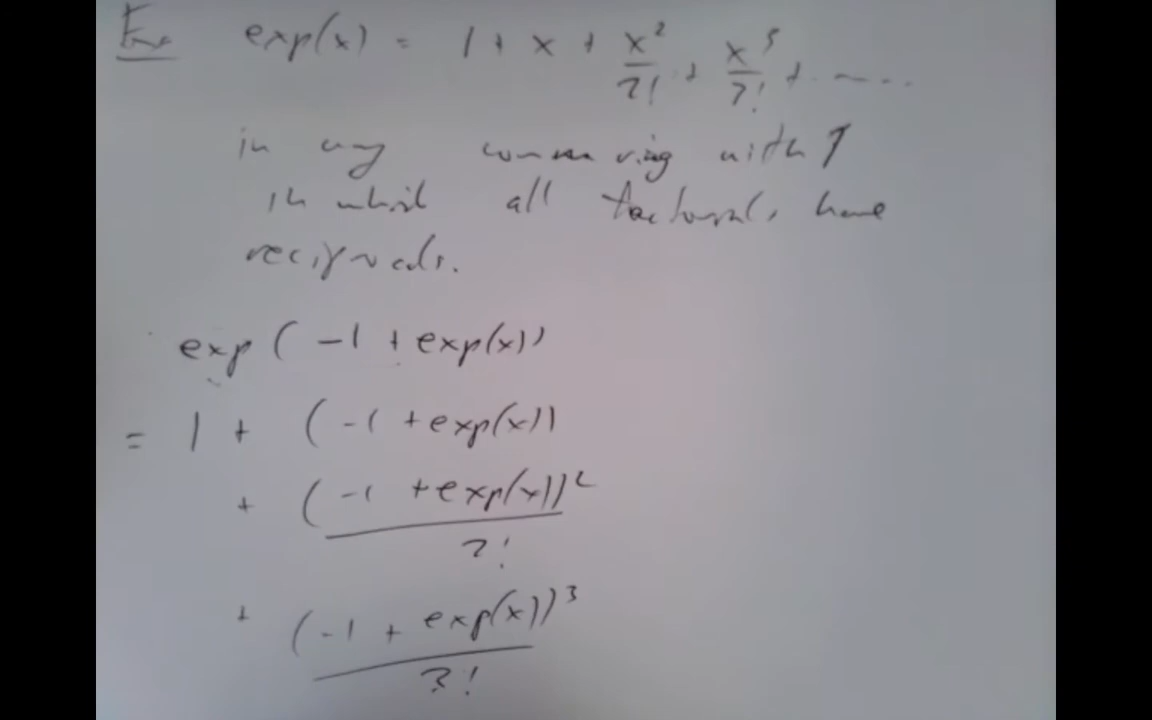 Ex exp(x) = 1 + x + x²/2! + x³/3! + ....
in any comm ring with 1
in which all factorials have
reciprocals.
exp ( -1 + exp(x))
= 1 + ( -1 + exp(x))
+ ( -1 + exp(x))²/2!
+ ( -1 + exp(x))³/3!